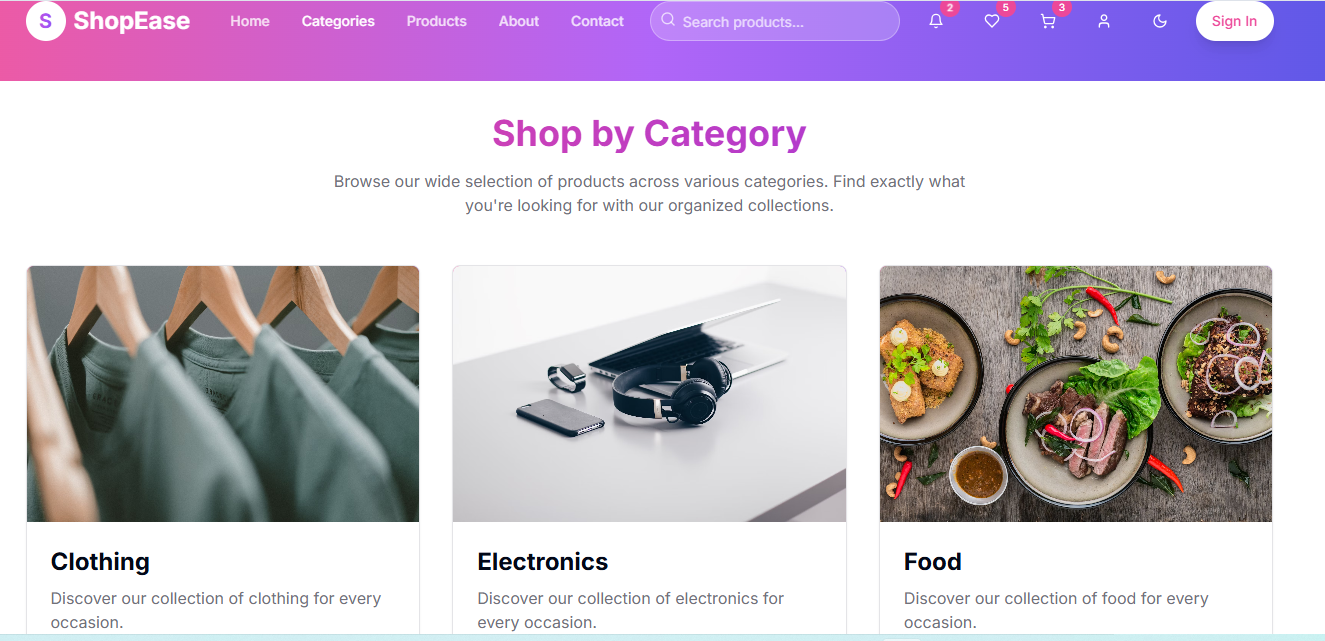 S ShopEase Home Categories Products About Contact Search products... 2 5 3 Sign In
Shop by Category
Browse our wide selection of products across various categories. Find exactly what
you're looking for with our organized collections.
Clothing
Discover our collection of clothing for every
occasion.
Electronics
Discover our collection of electronics for
every occasion.
Food
Discover our collection of food for every
occasion.